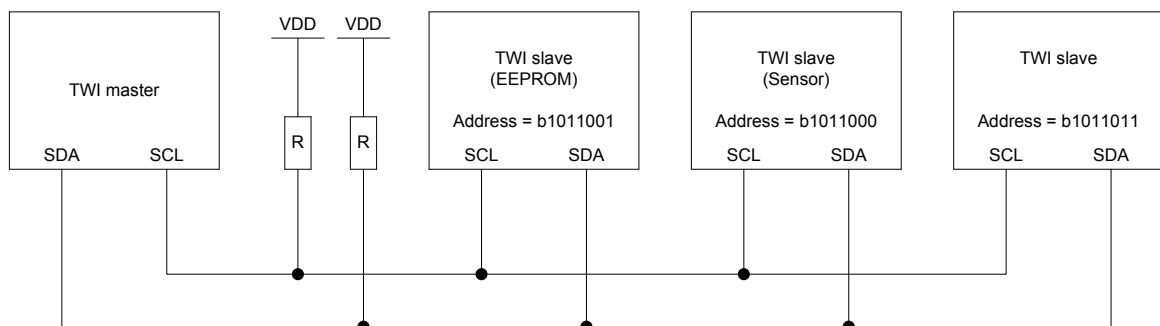 VDD VDD
TWI master
SDA SCL
R
R
TWI slave
(EEPROM)
Address = b1011001
SCL SDA
TWI slave
(Sensor)
Address = b1011000
SCL SDA
TWI slave
Address = b1011011
SCL SDA